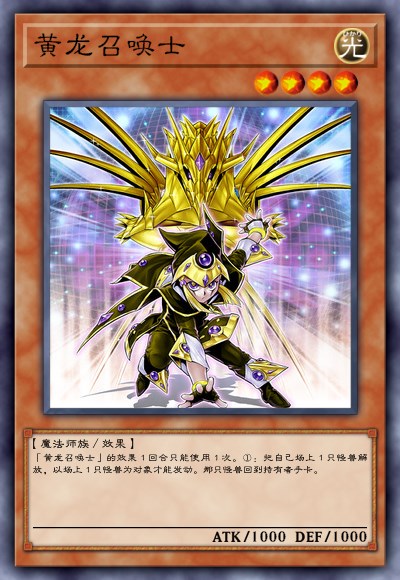 黄龙召唤士
光
【魔法师族／效果】
「黄龙召唤士」的效果1回合只能使用1次。①：把自己场上1只怪兽解
放，以场上1只怪兽为对象才能发动。那只怪兽回到持有者手卡。
ATK/1000 DEF/1000